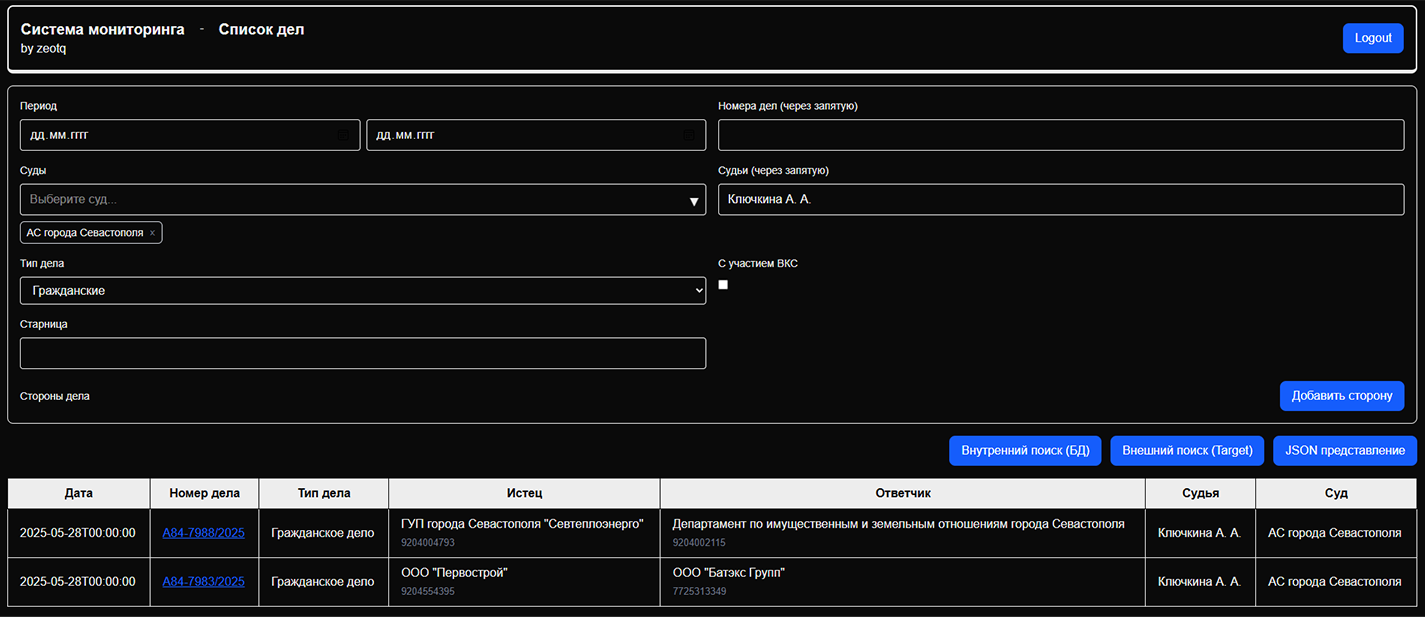 Система мониторинга - Список дел
by zeotq
Logout
Период
Номера дел (через запятую)
дд.мм.гггг дд.мм.гггг
Суды
Судьи (через запятую)
Выберите суд... ▼
Ключкина А. А.
АС города Севастополя x
Тип дела
С участием ВКС
Гражданские
Старница
Стороны дела
Добавить сторону
Внутренний поиск (БД) Внешний поиск (Target) JSON представление
Дата Номер дела Тип дела Истец Ответчик Судья Суд
2025-05-28T00:00:00 А84-7988/2025 Гражданское дело ГУП города Севастополя "Севтеплоэнерго" Департамент по имущественным и земельным отношениям города Севастополя Ключкина А. А. АС города Севастополя
9204004793 9204002115
2025-05-28T00:00:00 А84-7983/2025 Гражданское дело ООО "Первострой" ООО "Батэкс Групп" Ключкина А. А. АС города Севастополя
9204554395 7725313349